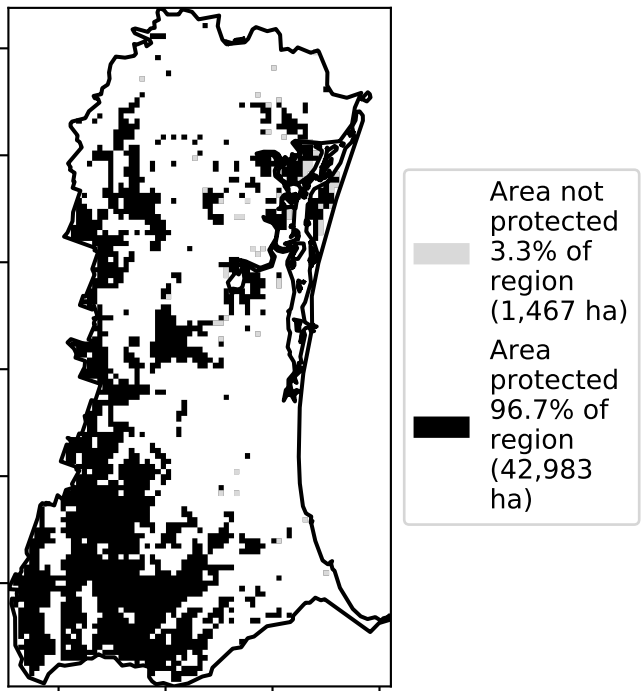 Area not
protected
3.3% of
region
(1,467 ha)
Area
protected
96.7% of
region
(42,983
ha)